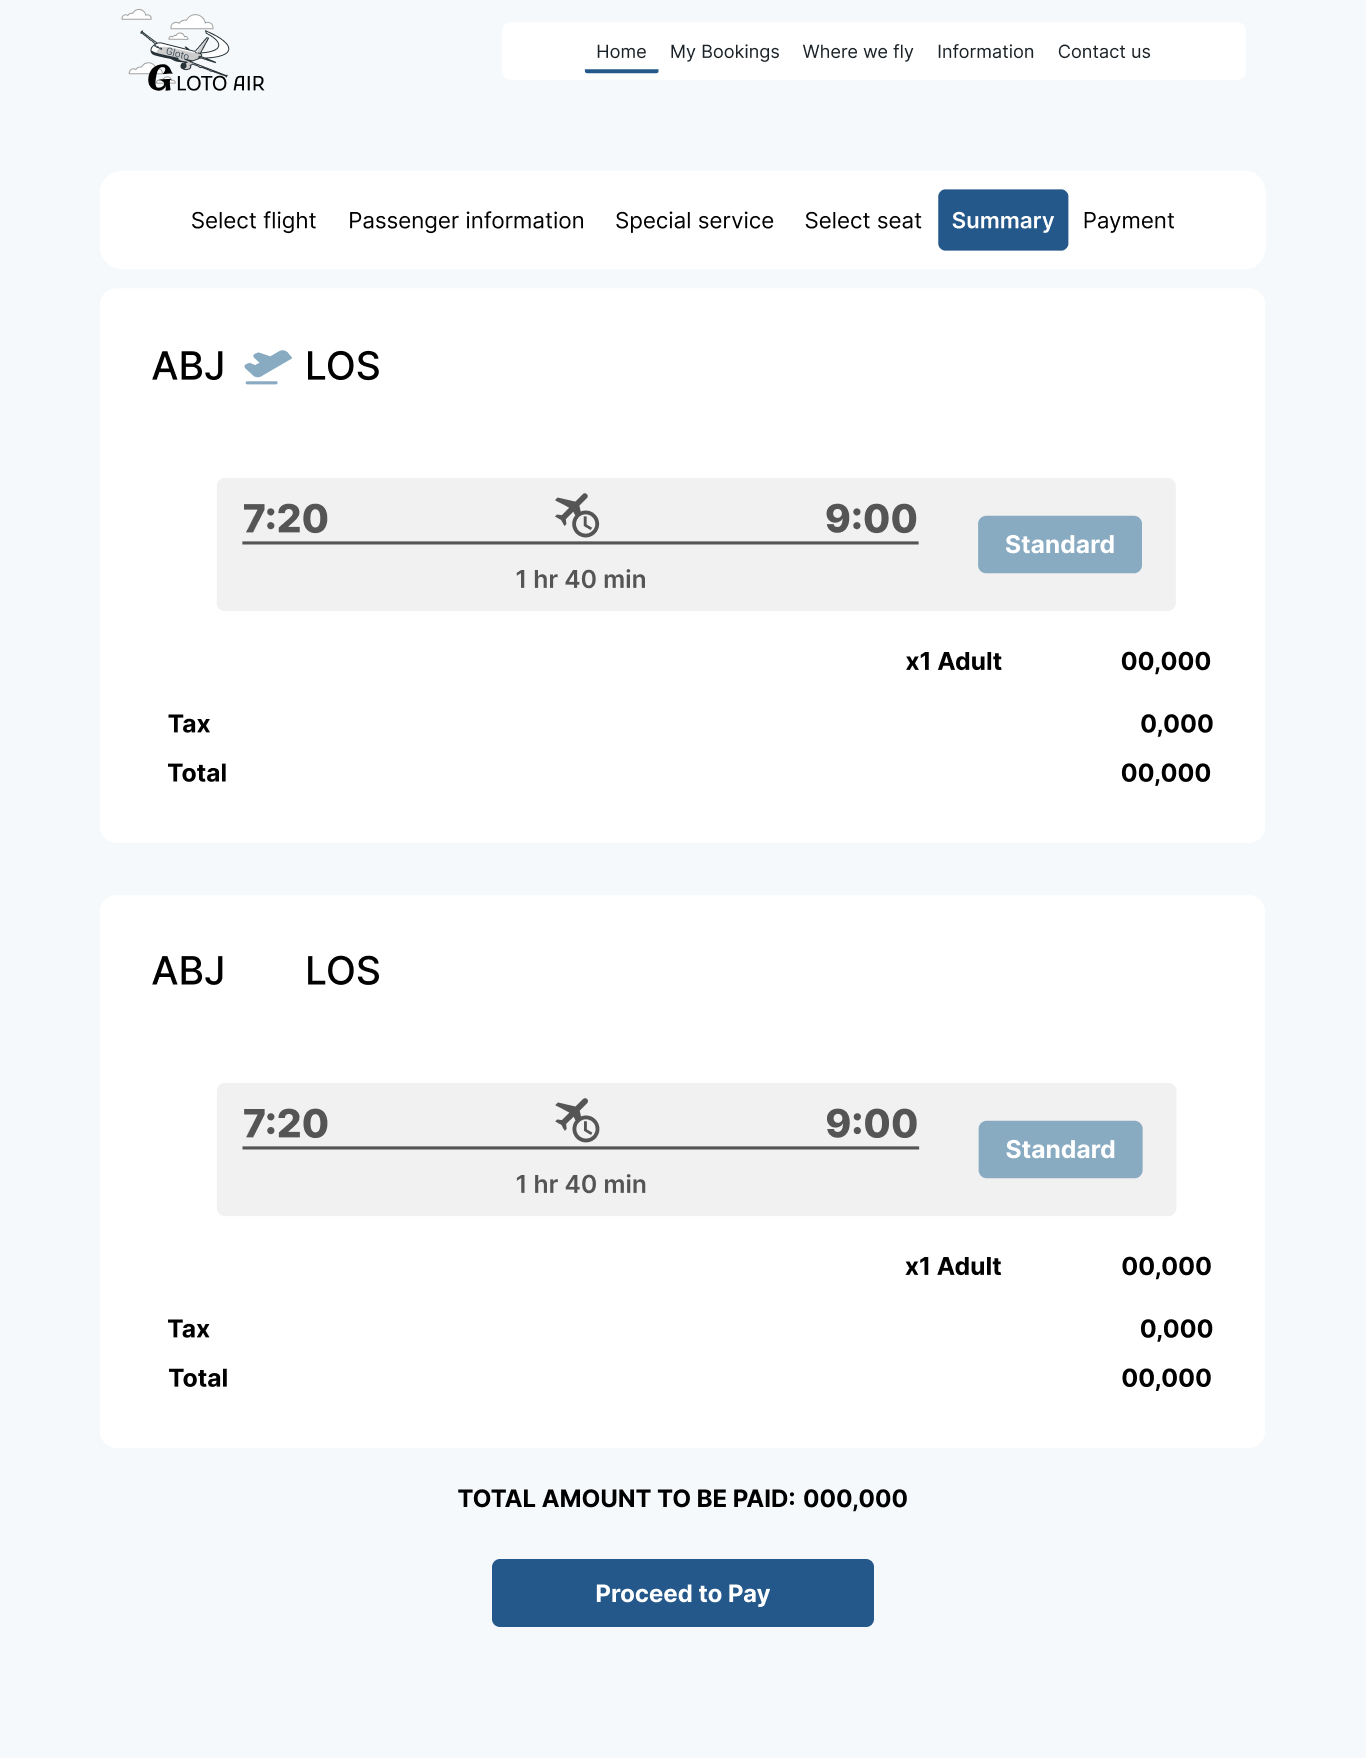 Gloto
GLOTO AIR
Home My Bookings Where we fly Information Contact us
Select flight Passenger information Special service Select seat Summary Payment
ABJ LOS
7:20 9:00
Standard
1 hr 40 min
x1 Adult 00,000
Tax 0,000
Total 00,000
ABJ LOS
7:20 9:00
Standard
1 hr 40 min
x1 Adult 00,000
Tax 0,000
Total 00,000
TOTAL AMOUNT TO BE PAID: 000,000
Proceed to Pay